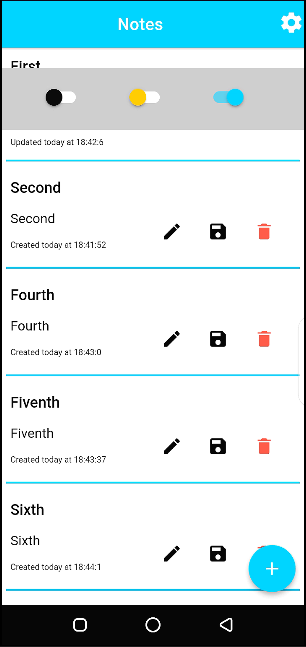 Notes
First
Updated today at 18:42:6
Second
Second
Created today at 18:41:52
Fourth
Fourth
Created today at 18:43:0
Fiventh
Fiventh
Created today at 18:43:37
Sixth
Sixth
Created today at 18:44:1
+